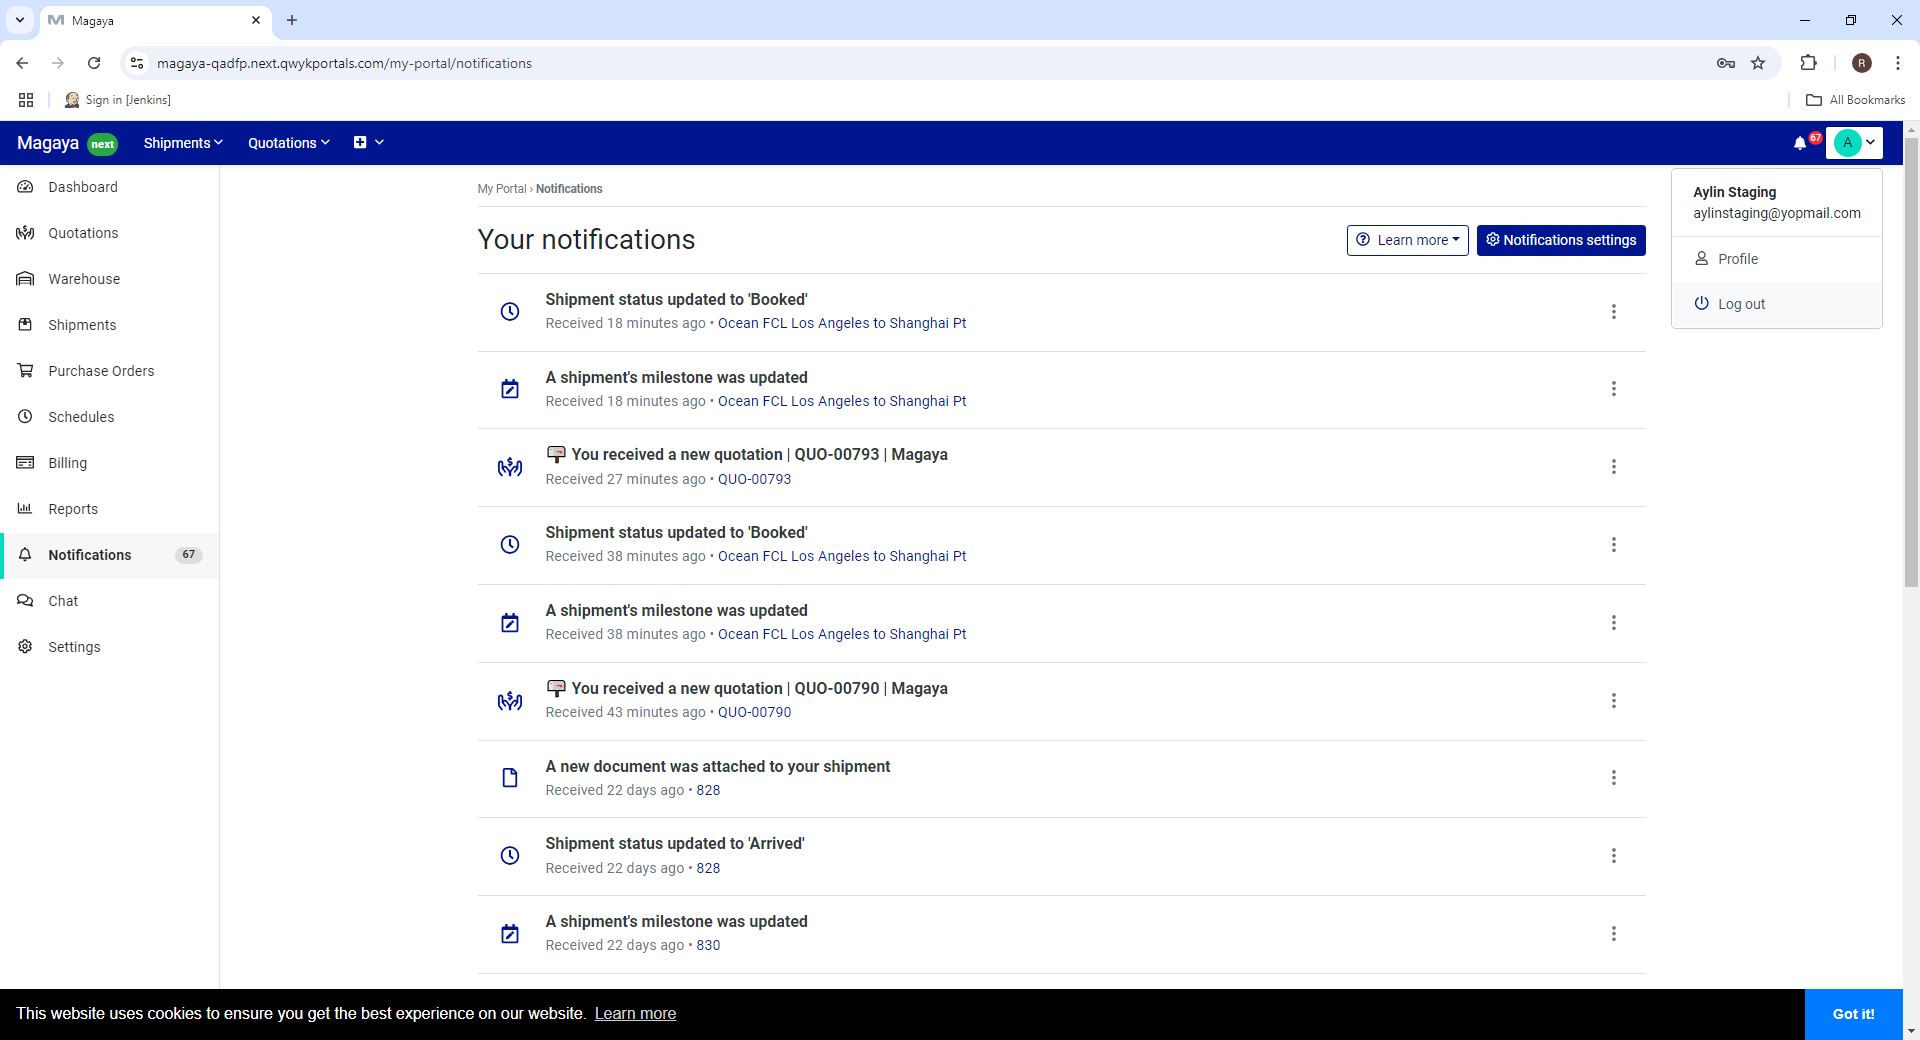 Magaya
magaya-qadfp.next.qwykportals.com/my-portal/notifications
R
Sign in [Jenkins]
All Bookmarks
Magaya next
Shipments
Quotations
67
A
Aylin Staging
aylinstaging@yopmail.com
Profile
Log out
Dashboard
Quotations
Warehouse
Shipments
Purchase Orders
Schedules
Billing
Reports
Notifications 67
Chat
Settings
My Portal › Notifications
Your notifications
Learn more
Notifications settings
Shipment status updated to 'Booked'
Received 18 minutes ago • Ocean FCL Los Angeles to Shanghai Pt
A shipment's milestone was updated
Received 18 minutes ago • Ocean FCL Los Angeles to Shanghai Pt
You received a new quotation | QUO-00793 | Magaya
Received 27 minutes ago • QUO-00793
Shipment status updated to 'Booked'
Received 38 minutes ago • Ocean FCL Los Angeles to Shanghai Pt
A shipment's milestone was updated
Received 38 minutes ago • Ocean FCL Los Angeles to Shanghai Pt
You received a new quotation | QUO-00790 | Magaya
Received 43 minutes ago • QUO-00790
A new document was attached to your shipment
Received 22 days ago • 828
Shipment status updated to 'Arrived'
Received 22 days ago • 828
A shipment's milestone was updated
Received 22 days ago • 830
This website uses cookies to ensure you get the best experience on our website. Learn more
Got it!